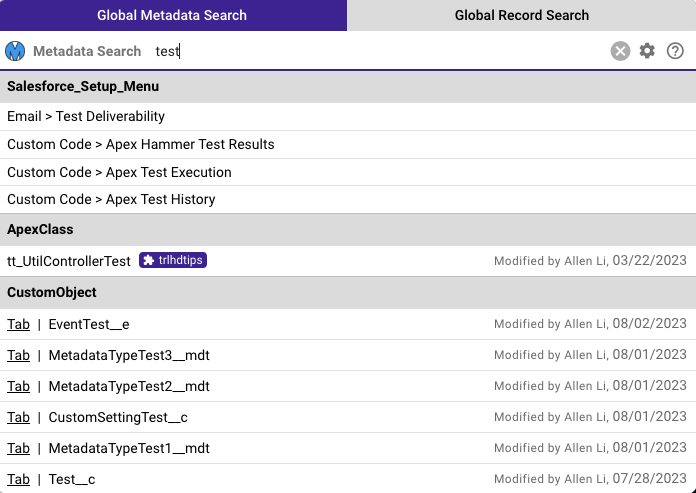 Global Metadata Search Global Record Search
Metadata Search test
Salesforce_Setup_Menu
Email > Test Deliverability
Custom Code > Apex Hammer Test Results
Custom Code > Apex Test Execution
Custom Code > Apex Test History
ApexClass
tt_UtilControllerTest trlhdtips Modified by Allen Li, 03/22/2023
CustomObject
Tab | EventTest__e Modified by Allen Li, 08/02/2023
Tab | MetadataTypeTest3__mdt Modified by Allen Li, 08/01/2023
Tab | MetadataTypeTest2__mdt Modified by Allen Li, 08/01/2023
Tab | CustomSettingTest__c Modified by Allen Li, 08/01/2023
Tab | MetadataTypeTest1__mdt Modified by Allen Li, 08/01/2023
Tab | Test__c Modified by Allen Li, 07/28/2023